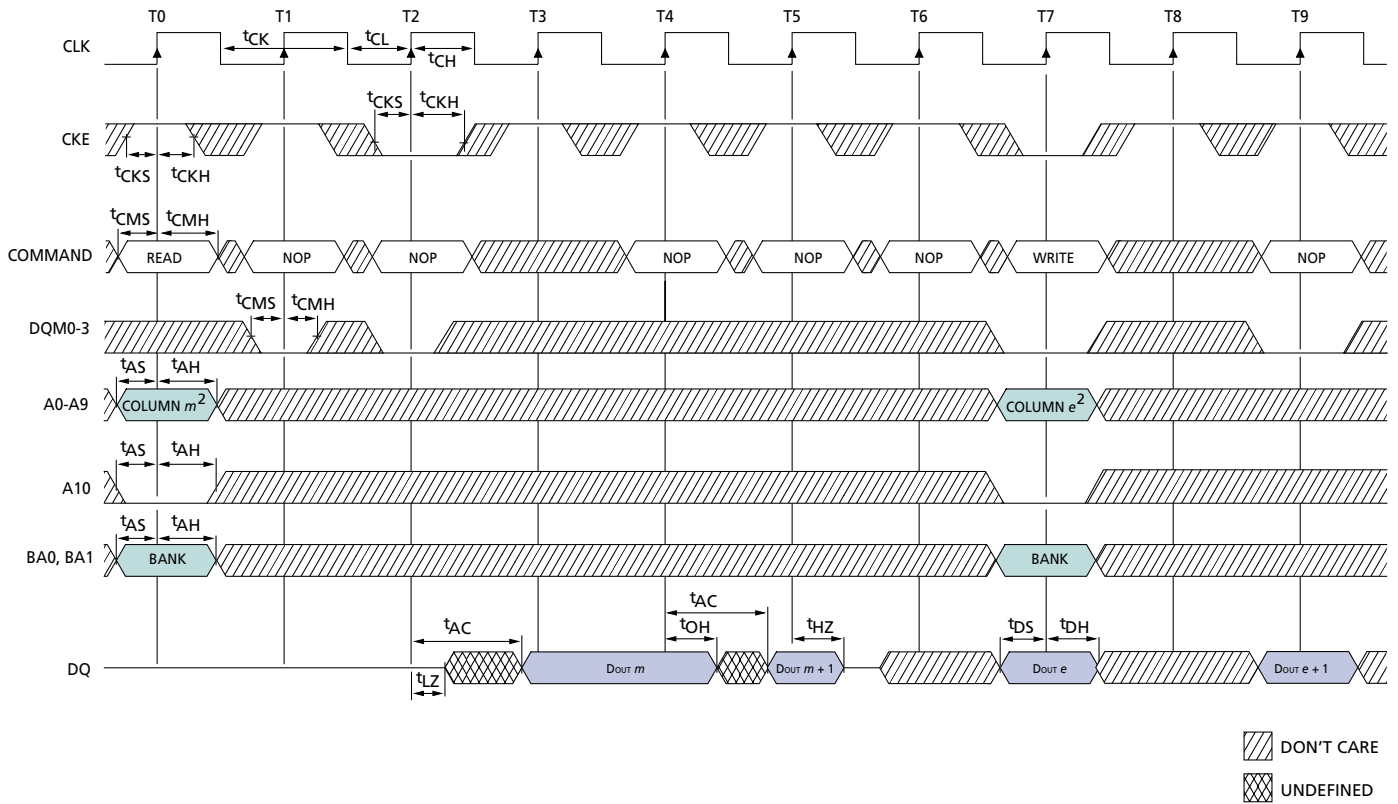 T0 T1 T2 T3 T4 T5 T6 T7 T8 T9
CLK tCK tCL tCH
tCKS tCKH
CKE
tCKS tCKH
tCMS tCMH
COMMAND READ NOP NOP NOP NOP NOP WRITE NOP
tCMS tCMH
DQM0-3
tAS tAH
A0-A9 COLUMN m2 COLUMN e2
tAS tAH
A10
tAS tAH
BA0, BA1 BANK BANK
tAC
tAC tOH tHZ tDS tDH
DQ DOUT m DOUT m + 1 DOUT e DOUT e + 1
tLZ
DON'T CARE
UNDEFINED